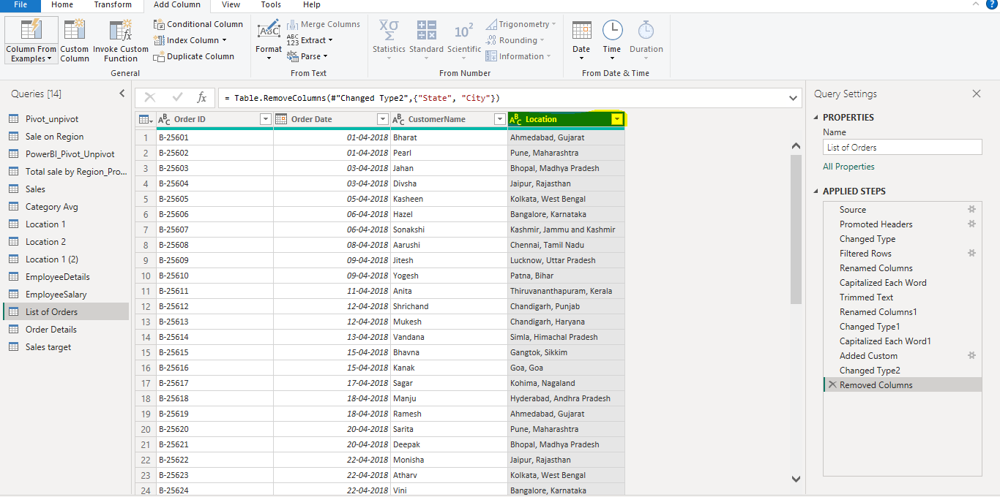 File Home Transform Add Column View Tools Help
Column From Examples
Custom Column
Invoke Custom Function
Conditional Column
Index Column
Duplicate Column
General
Format
Merge Columns
Extract
Parse
From Text
Statistics
Standard
Scientific
Trigonometry
Rounding
Information
From Number
Date
Time
Duration
From Date & Time
Queries [14]
Pivot_unpivot
Sale on Region
PowerBI_Pivot_Unpivot
Total sale by Region_Pro...
Sales
Category Avg
Location 1
Location 2
Location 1 (2)
EmployeeDetails
EmployeeSalary
List of Orders
Order Details
Sales target
= Table.RemoveColumns(#"Changed Type2",{"State", "City"})
Order ID Order Date CustomerName Location
1 B-25601 01-04-2018 Bharat Ahmedabad, Gujarat
2 B-25602 01-04-2018 Pearl Pune, Maharashtra
3 B-25603 03-04-2018 Jahan Bhopal, Madhya Pradesh
4 B-25604 03-04-2018 Divsha Jaipur, Rajasthan
5 B-25605 05-04-2018 Kasheen Kolkata, West Bengal
6 B-25606 06-04-2018 Hazel Bangalore, Karnataka
7 B-25607 06-04-2018 Sonakshi Kashmir, Jammu and Kashmir
8 B-25608 08-04-2018 Aarushi Chennai, Tamil Nadu
9 B-25609 09-04-2018 Jitesh Lucknow, Uttar Pradesh
10 B-25610 09-04-2018 Yogesh Patna, Bihar
11 B-25611 11-04-2018 Anita Thiruvananthapuram, Kerala
12 B-25612 12-04-2018 Shrichand Chandigarh, Punjab
13 B-25613 12-04-2018 Mukesh Chandigarh, Haryana
14 B-25614 13-04-2018 Vandana Simla, Himachal Pradesh
15 B-25615 15-04-2018 Bhavna Gangtok, Sikkim
16 B-25616 15-04-2018 Kanak Goa, Goa
17 B-25617 17-04-2018 Sagar Kohima, Nagaland
18 B-25618 18-04-2018 Manju Hyderabad, Andhra Pradesh
19 B-25619 18-04-2018 Ramesh Ahmedabad, Gujarat
20 B-25620 20-04-2018 Sarita Pune, Maharashtra
21 B-25621 20-04-2018 Deepak Bhopal, Madhya Pradesh
22 B-25622 22-04-2018 Monisha Jaipur, Rajasthan
23 B-25623 22-04-2018 Atharv Kolkata, West Bengal
24 B-25624 22-04-2018 Vini Bangalore, Karnataka
Query Settings
PROPERTIES
Name
List of Orders
All Properties
APPLIED STEPS
Source
Promoted Headers
Changed Type
Filtered Rows
Renamed Columns
Capitalized Each Word
Trimmed Text
Renamed Columns1
Changed Type1
Capitalized Each Word1
Added Custom
Changed Type2
Removed Columns